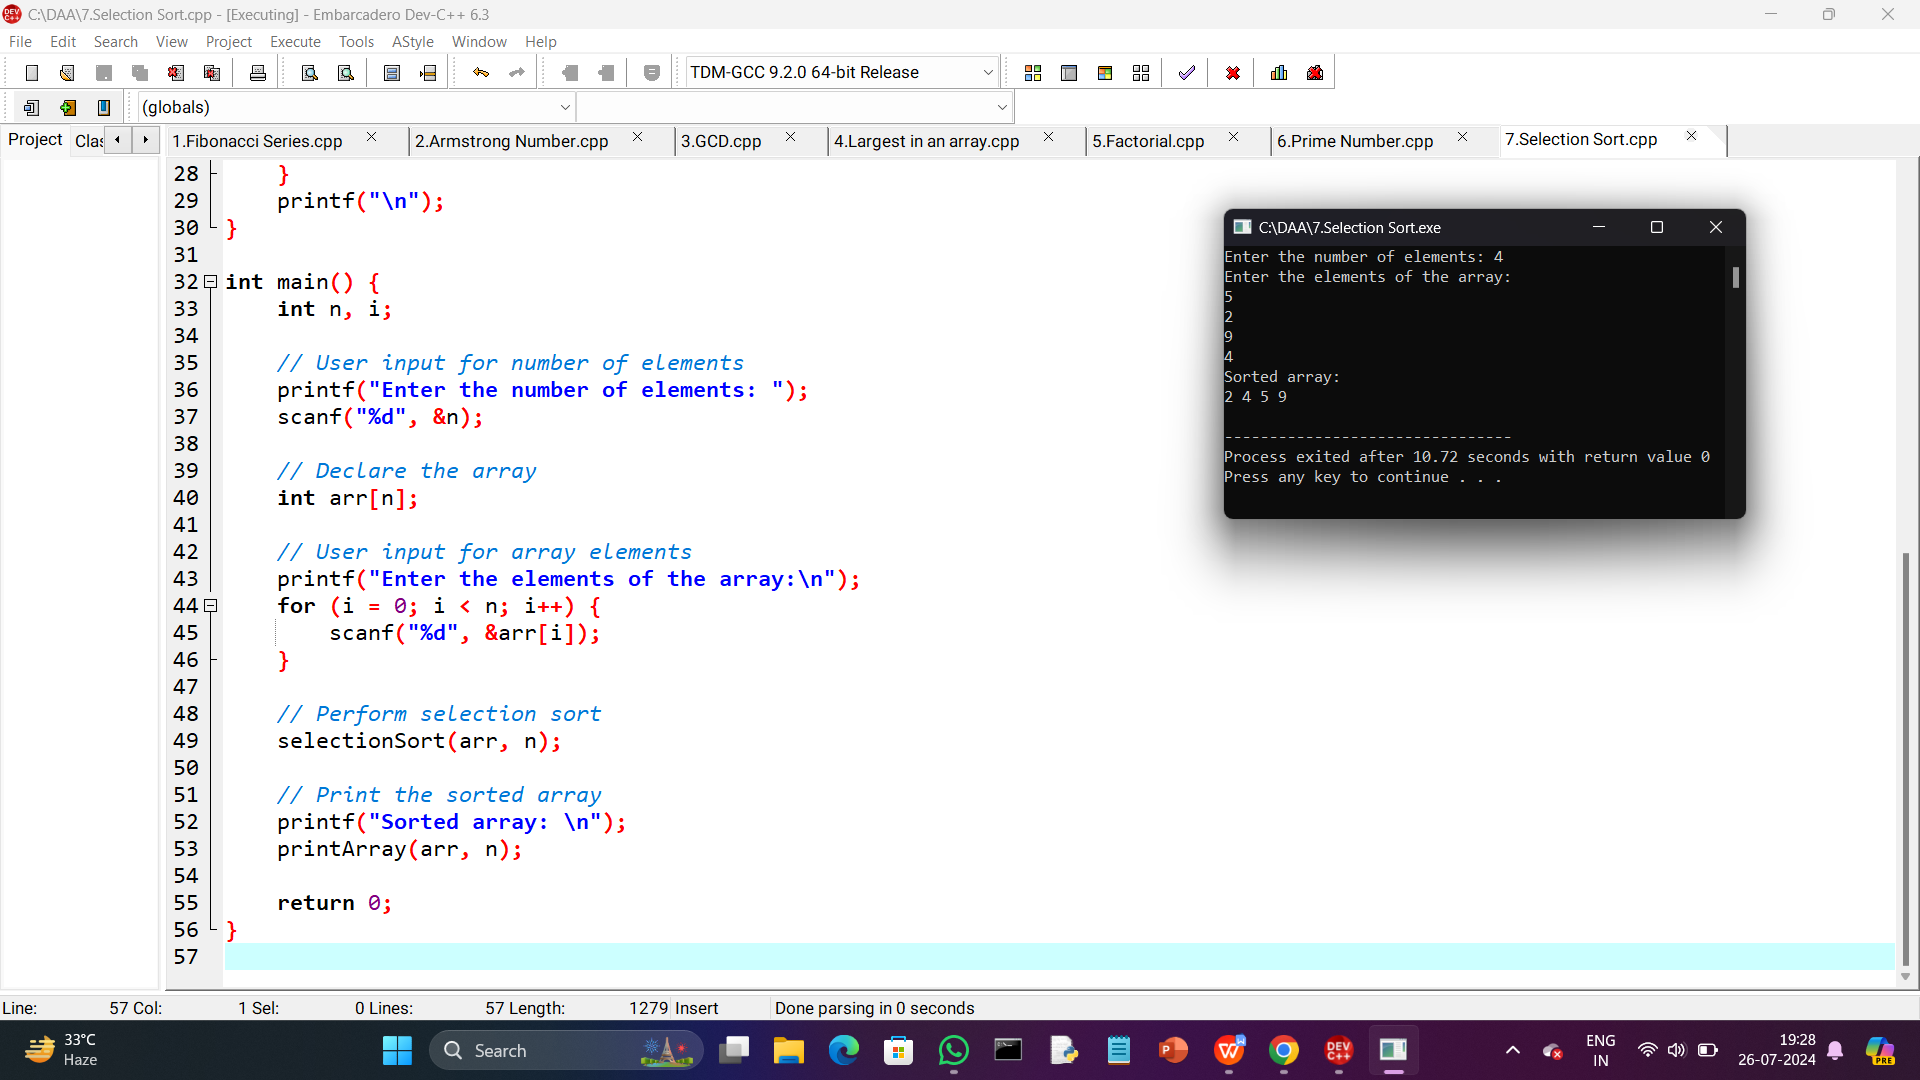 C:\DAA\7.Selection Sort.cpp - [Executing] - Embarcadero Dev-C++ 6.3
File Edit Search View Project Execute Tools AStyle Window Help
TDM-GCC 9.2.0 64-bit Release
(globals)
Project Clas 1.Fibonacci Series.cpp 2.Armstrong Number.cpp 3.GCD.cpp 4.Largest in an array.cpp 5.Factorial.cpp 6.Prime Number.cpp 7.Selection Sort.cpp
28 }
29 printf("\n");
30 }
31
32 int main() {
33 int n, i;
34
35 // User input for number of elements
36 printf("Enter the number of elements: ");
37 scanf("%d", &n);
38
39 // Declare the array
40 int arr[n];
41
42 // User input for array elements
43 printf("Enter the elements of the array:\n");
44 for (i = 0; i < n; i++) {
45 scanf("%d", &arr[i]);
46 }
47
48 // Perform selection sort
49 selectionSort(arr, n);
50
51 // Print the sorted array
52 printf("Sorted array: \n");
53 printArray(arr, n);
54
55 return 0;
56 }
57
C:\DAA\7.Selection Sort.exe
Enter the number of elements: 4
Enter the elements of the array:
5
2
9
4
Sorted array:
2 4 5 9
--------------------------------
Process exited after 10.72 seconds with return value 0
Press any key to continue . . .
Line: 57 Col: 1 Sel: 0 Lines: 57 Length: 1279 Insert Done parsing in 0 seconds
33°C
Haze
Search
DEV
C++
ENG
IN
19:28
26-07-2024
PRE